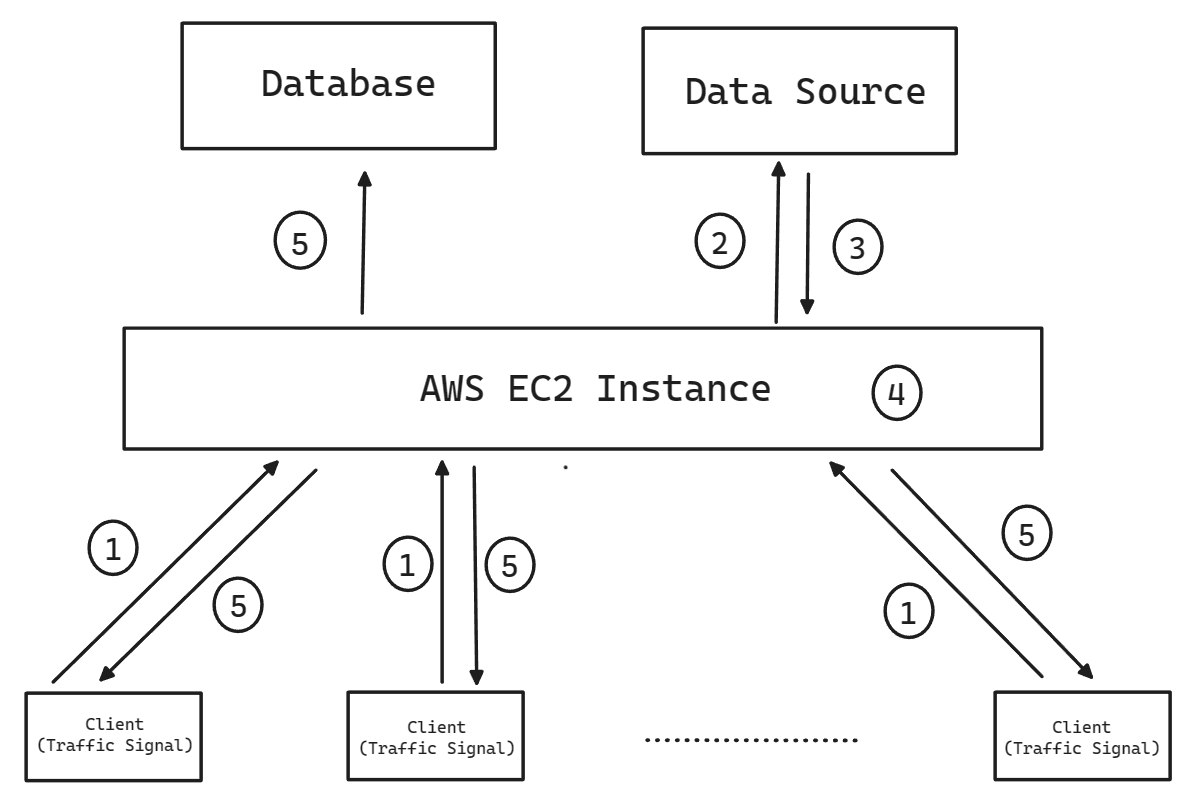 Database
Data Source
5
2
3
AWS EC2 Instance
4
1
5
1
5
1
5
Client
(Traffic Signal)
Client
(Traffic Signal)
Client
(Traffic Signal)